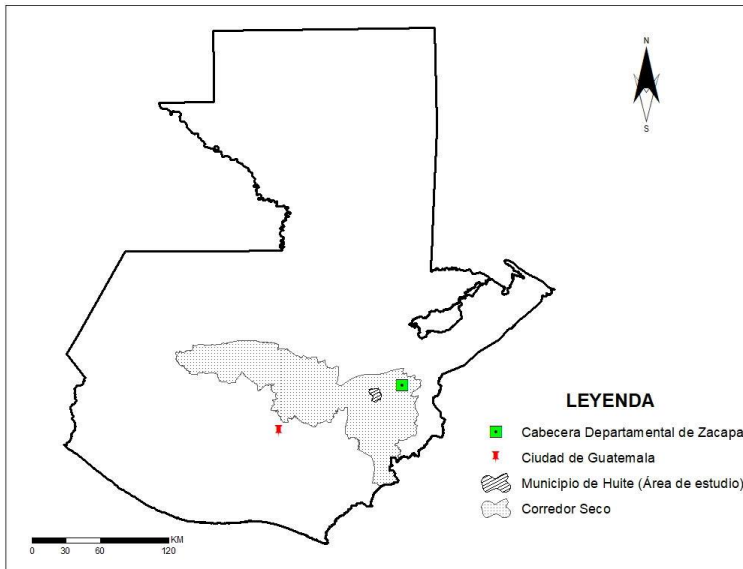 N
S
LEYENDA
Cabecera Departamental de Zacapa
Ciudad de Guatemala
Municipio de Huite (Área de estudio)
Corredor Seco
KM
0 30 60 120